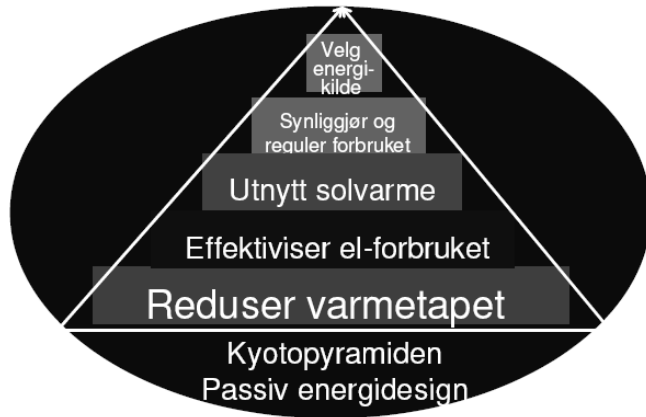 Velg
energi-
kilde
Synliggjør og
reguler forbruket
Utnytt solvarme
Effektiviser el-forbruket
Reduser varmetapet
Kyotopyramiden
Passiv energidesign